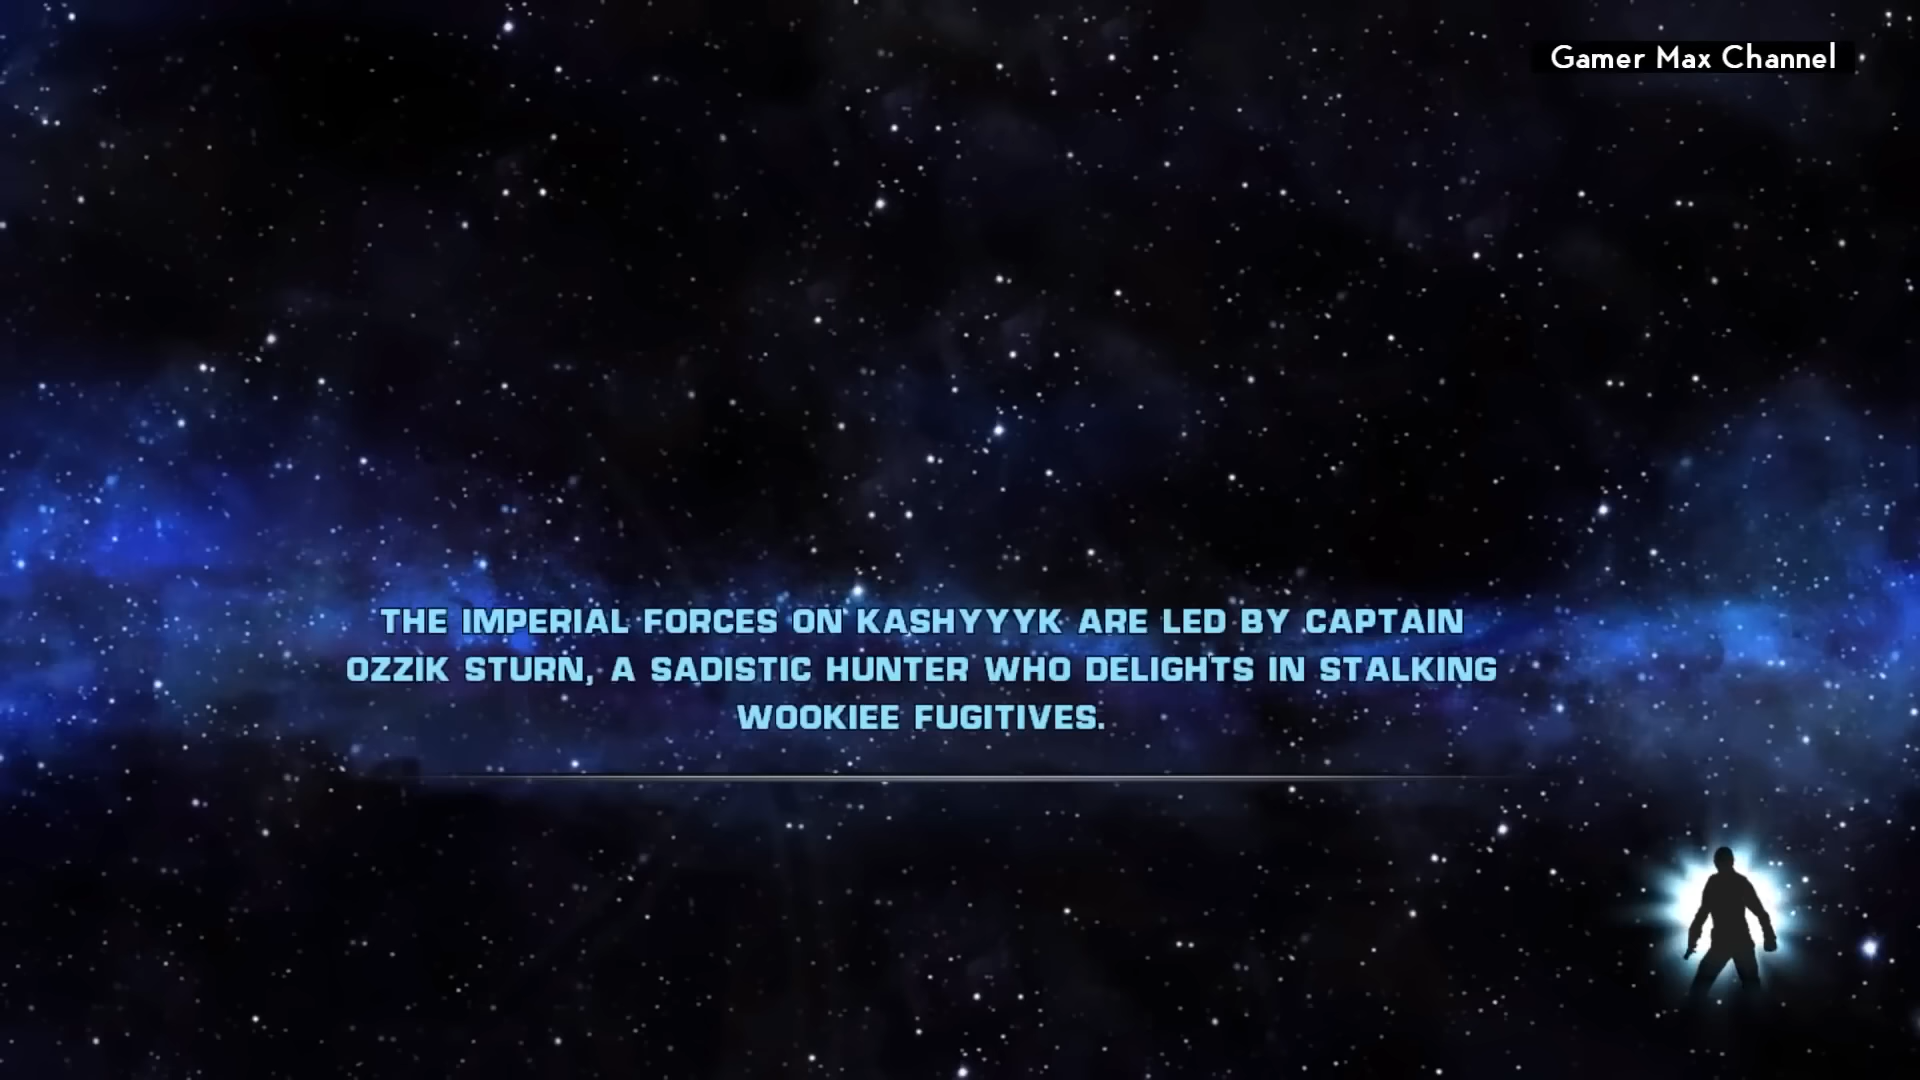 Gamer Max Channel
THE IMPERIAL FORCES ON KASHYYYK ARE LED BY CAPTAIN
OZZIK STURN, A SADISTIC HUNTER WHO DELIGHTS IN STALKING
WOOKIEE FUGITIVES.